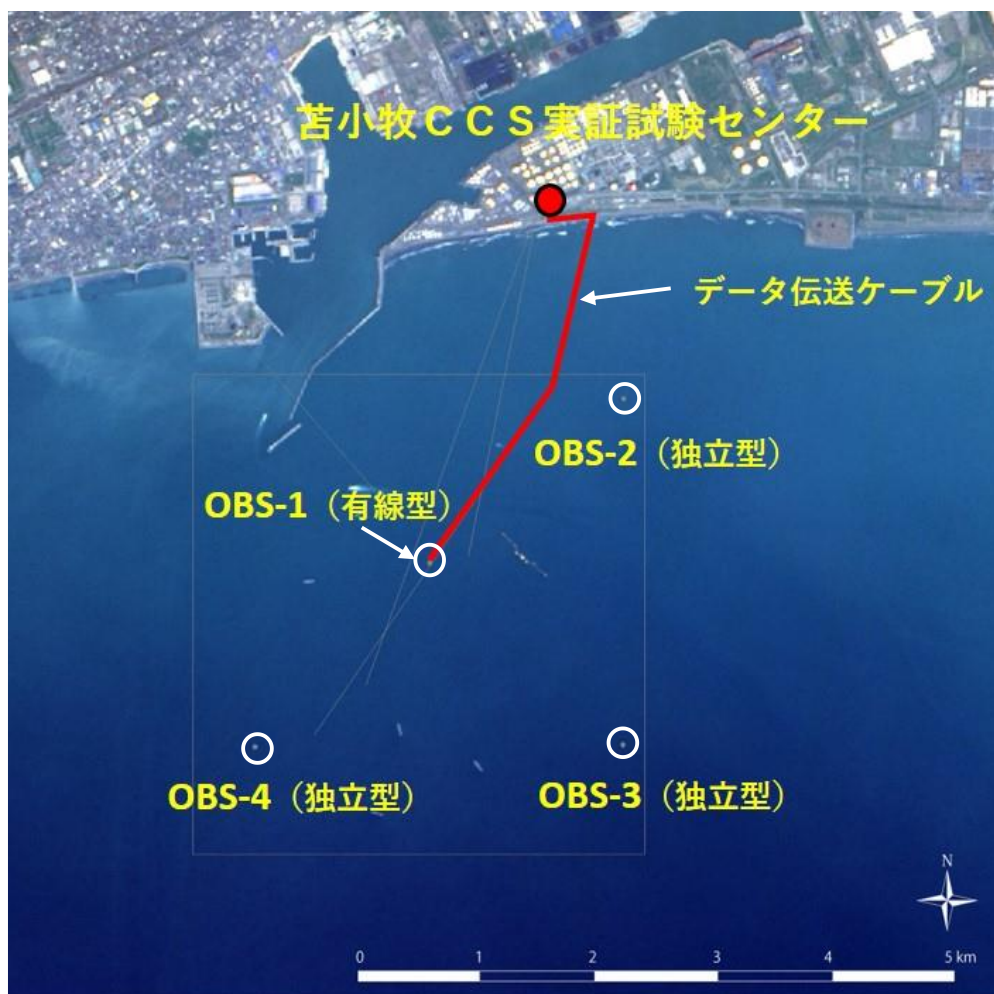 苫小牧ＣＣＳ実証試験センター
データ伝送ケーブル
OBS-2（独立型）
OBS-1（有線型）
OBS-4（独立型）
OBS-3（独立型）
N
0 1 2 3 4 5 km